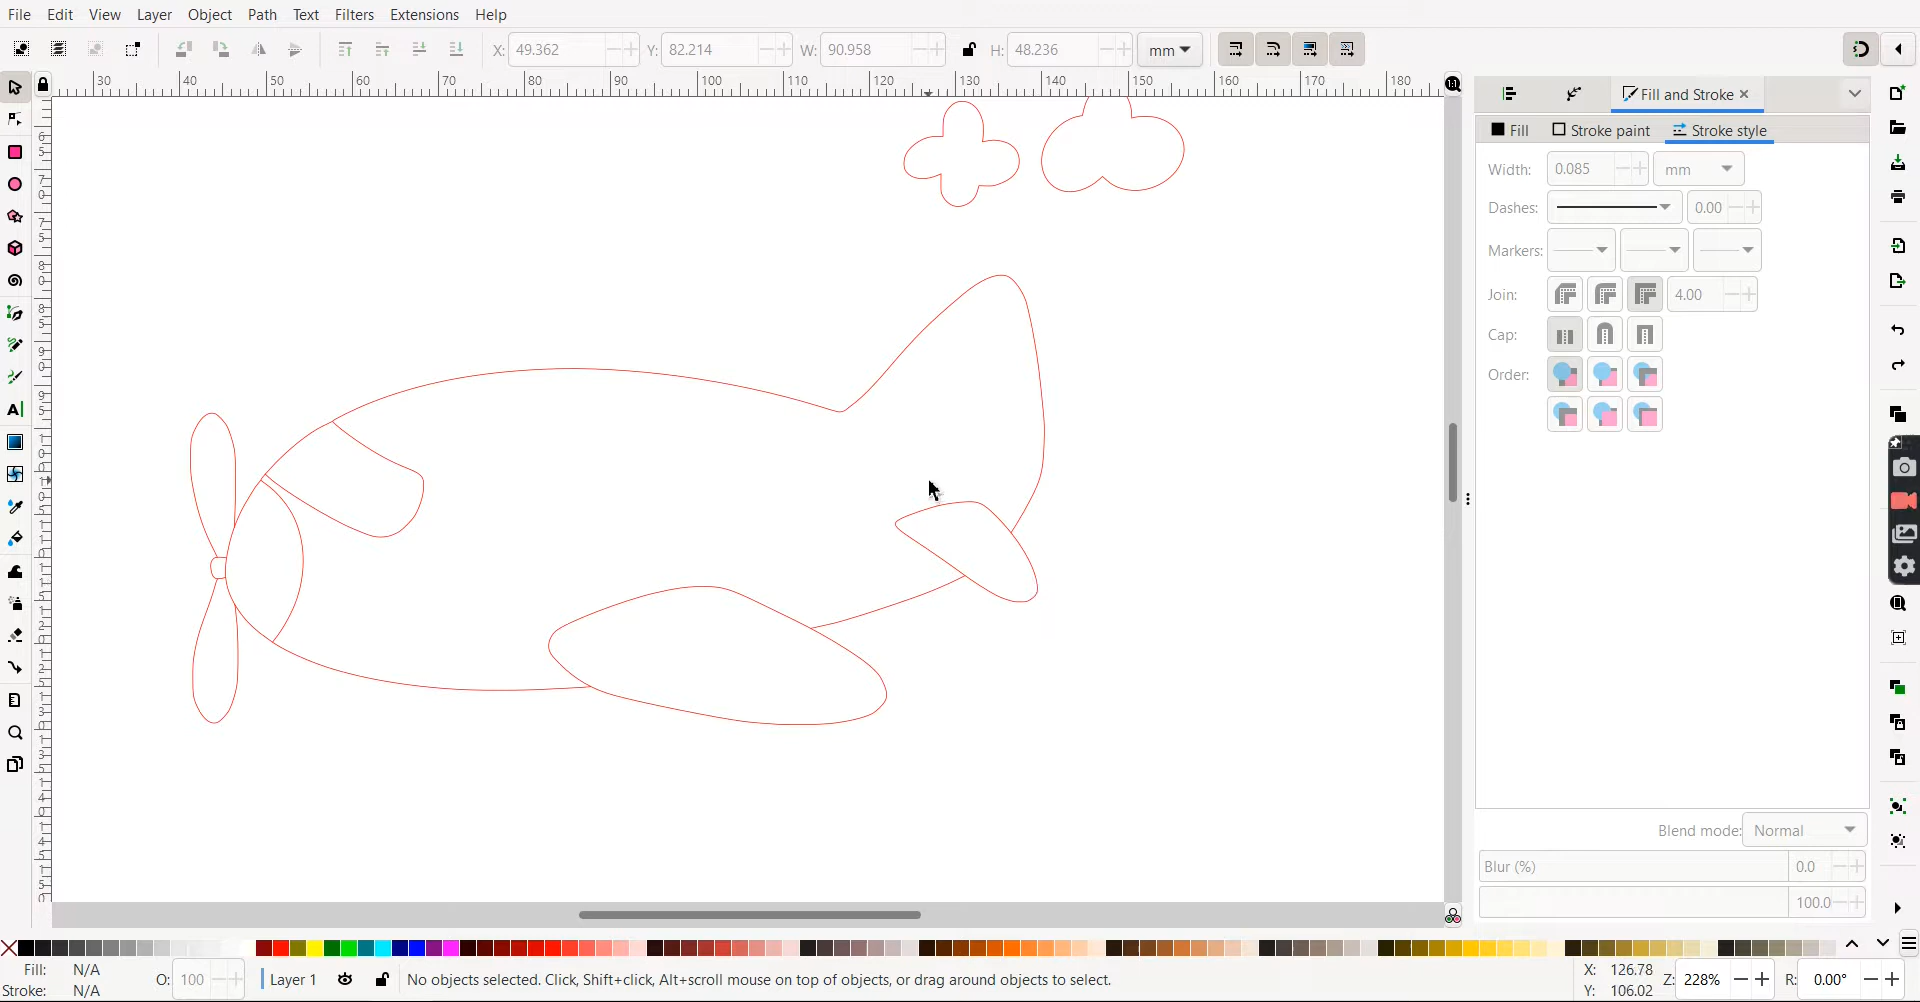 File Edit View Layer Object Path Text Filters Extensions Help
X: 49.362 Y: 82.214 W: 90.958 H: 48.236 mm
30 40 50 60 70 80 90 100 110 120 130 140 150 160 170 180
1:1
Fill and Stroke
Fill Stroke paint Stroke style
Width: 0.085 mm
Dashes: 0.00
Markers:
Join: 4.00
Cap:
Order:
Blend mode: Normal
Blur (%) 0.0
100.0
Fill: N/A
Stroke: N/A
O: 100
Layer 1
No objects selected. Click, Shift+click, Alt+scroll mouse on top of objects, or drag around objects to select.
X: 126.78
Y: 106.02
Z: 228%
R: 0.00°